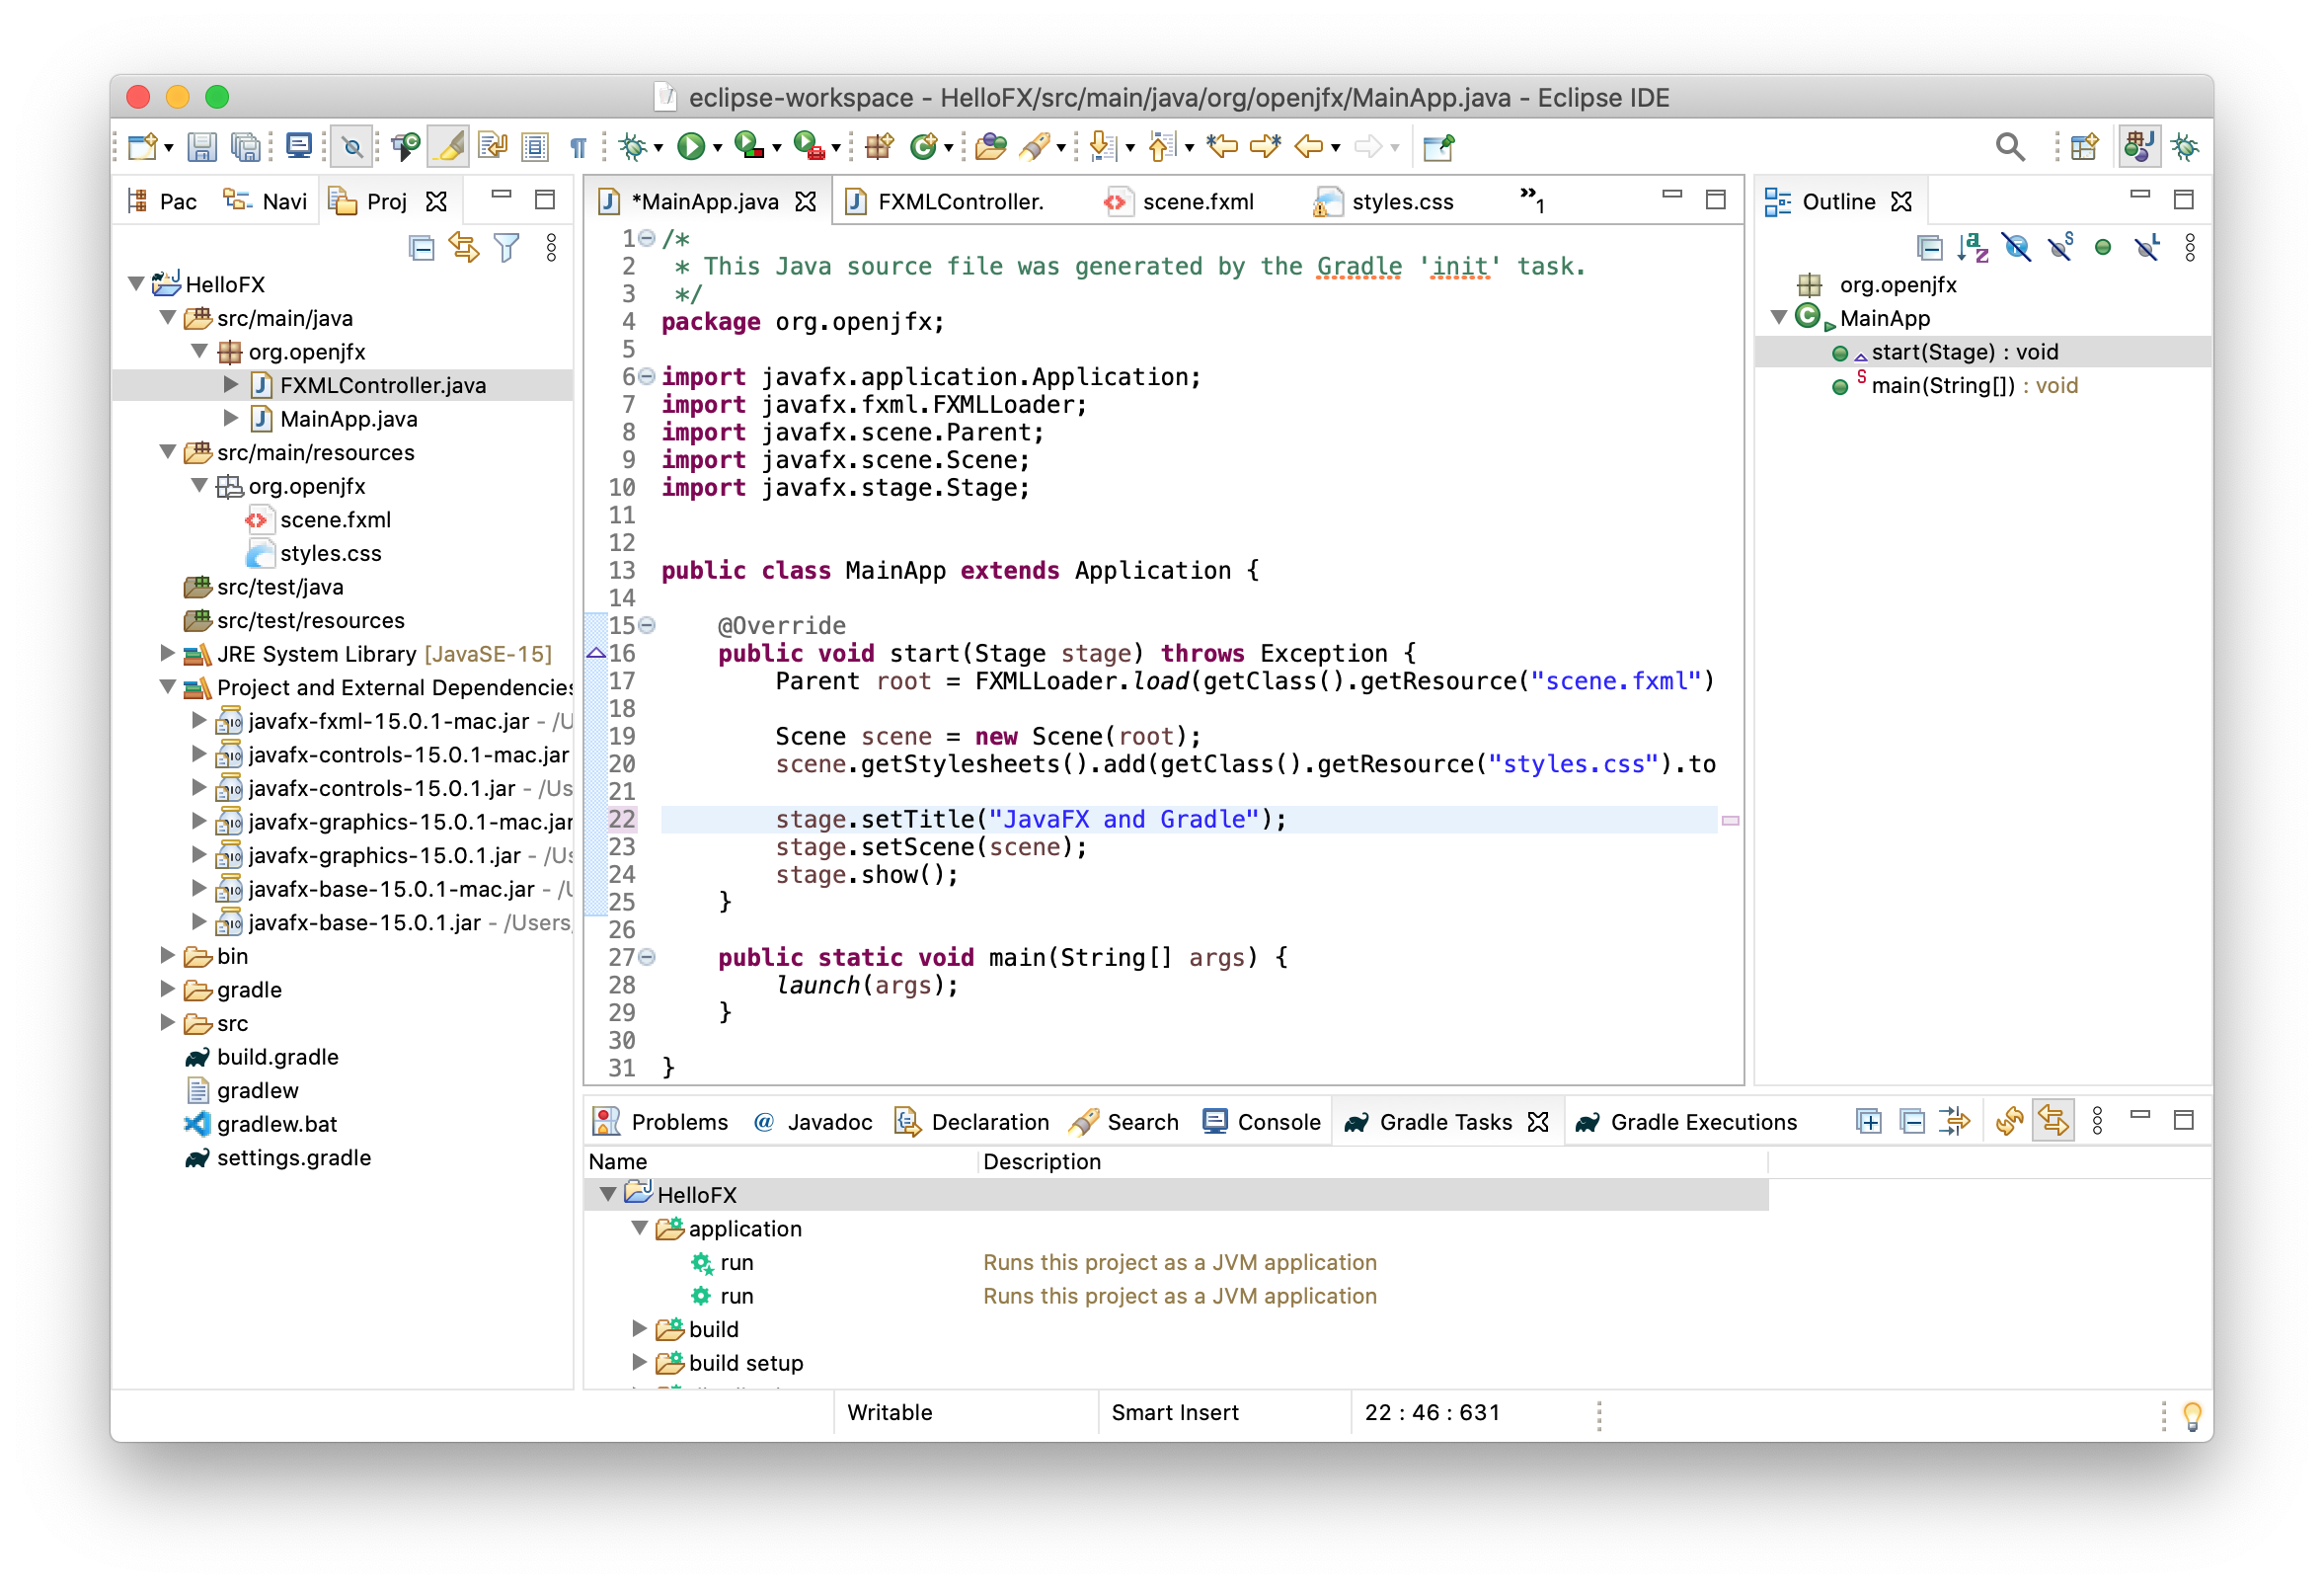 eclipse-workspace - HelloFX/src/main/java/org/openjfx/MainApp.java - Eclipse IDE
Pac Navi Proj
HelloFX
src/main/java
org.openjfx
FXMLController.java
MainApp.java
src/main/resources
org.openjfx
scene.fxml
styles.css
src/test/java
src/test/resources
JRE System Library [JavaSE-15]
Project and External Dependencies
javafx-fxml-15.0.1-mac.jar - /U
javafx-controls-15.0.1-mac.jar
javafx-controls-15.0.1.jar - /Us
javafx-graphics-15.0.1-mac.jar
javafx-graphics-15.0.1.jar - /Us
javafx-base-15.0.1-mac.jar - /U
javafx-base-15.0.1.jar - /Users
bin
gradle
src
build.gradle
gradlew
gradlew.bat
settings.gradle
*MainApp.java FXMLController. scene.fxml styles.css »1
1 /*
2  * This Java source file was generated by the Gradle 'init' task.
3  */
4 package org.openjfx;
5
6 import javafx.application.Application;
7 import javafx.fxml.FXMLLoader;
8 import javafx.scene.Parent;
9 import javafx.scene.Scene;
10 import javafx.stage.Stage;
11
12
13 public class MainApp extends Application {
14
15     @Override
16     public void start(Stage stage) throws Exception {
17         Parent root = FXMLLoader.load(getClass().getResource("scene.fxml")
18
19         Scene scene = new Scene(root);
20         scene.getStylesheets().add(getClass().getResource("styles.css").to
21
22         stage.setTitle("JavaFX and Gradle");
23         stage.setScene(scene);
24         stage.show();
25     }
26
27     public static void main(String[] args) {
28         launch(args);
29     }
30
31 }
Outline
org.openjfx
MainApp
start(Stage) : void
main(String[]) : void
Problems @ Javadoc Declaration Search Console Gradle Tasks Gradle Executions
Name Description
HelloFX
application
run Runs this project as a JVM application
run Runs this project as a JVM application
build
build setup
Writable Smart Insert 22 : 46 : 631